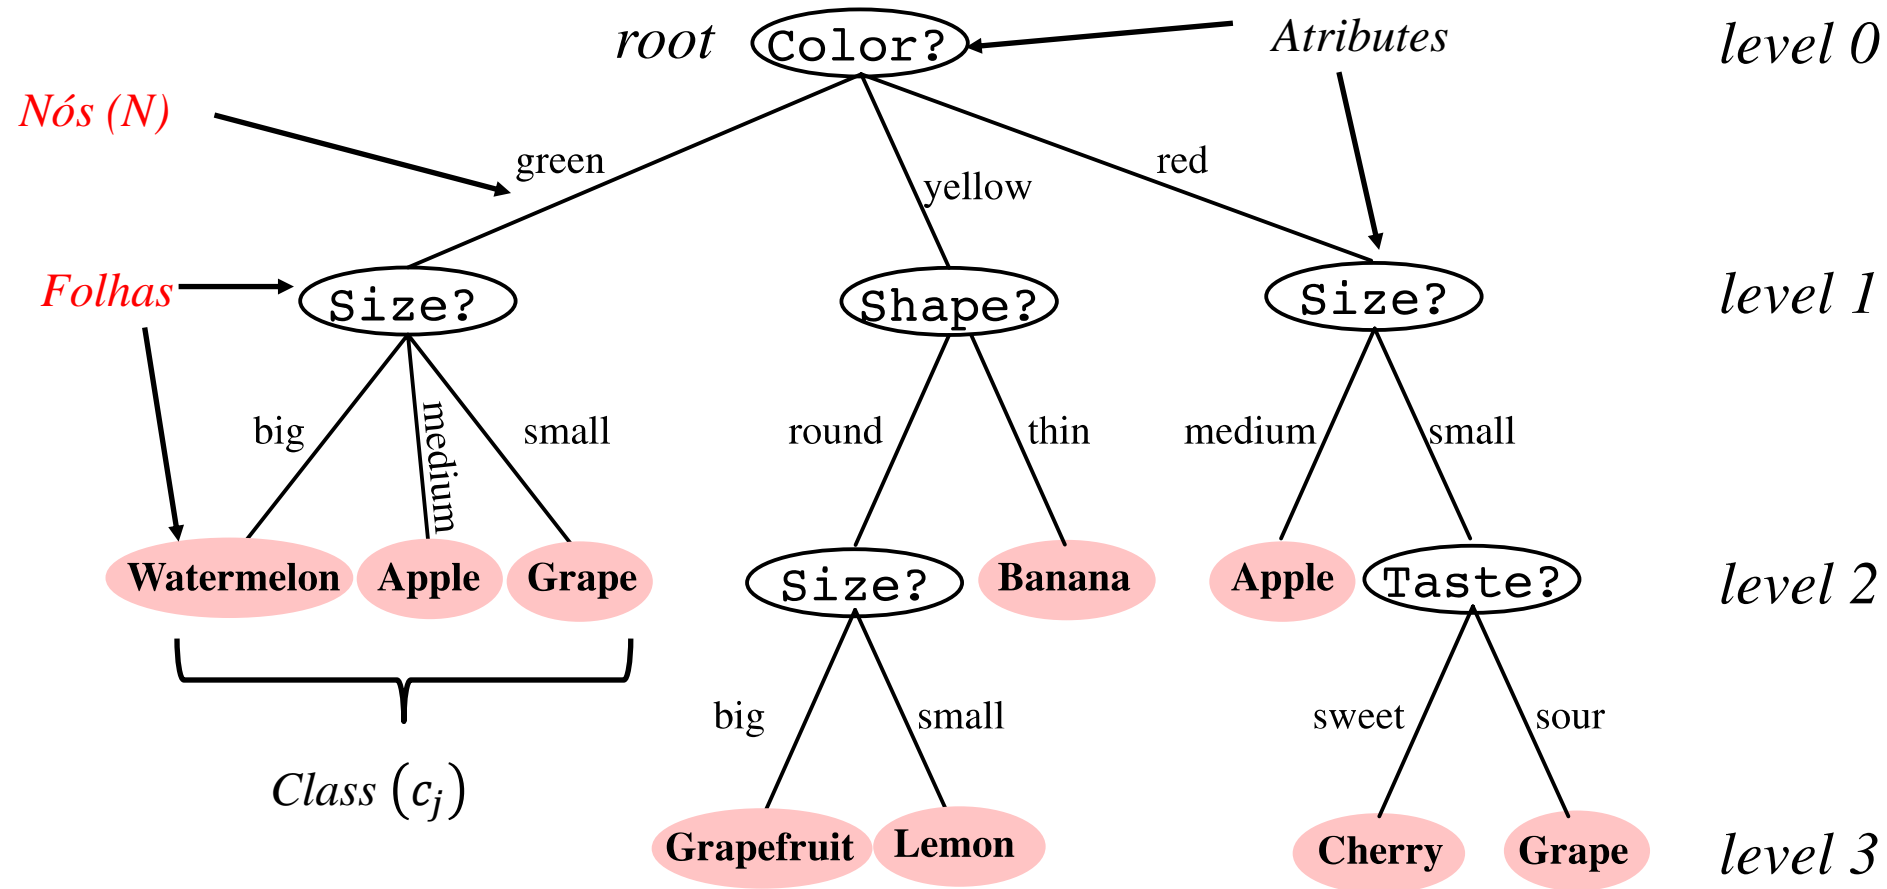 root
Color?
Atributes
level 0
Nós (N)
green
yellow
red
Folhas
Size?
Shape?
Size?
level 1
big
medium
small
round
thin
medium
small
Watermelon
Apple
Grape
Size?
Banana
Apple
Taste?
level 2
big
small
sweet
sour
Class (cj)
Grapefruit
Lemon
Cherry
Grape
level 3